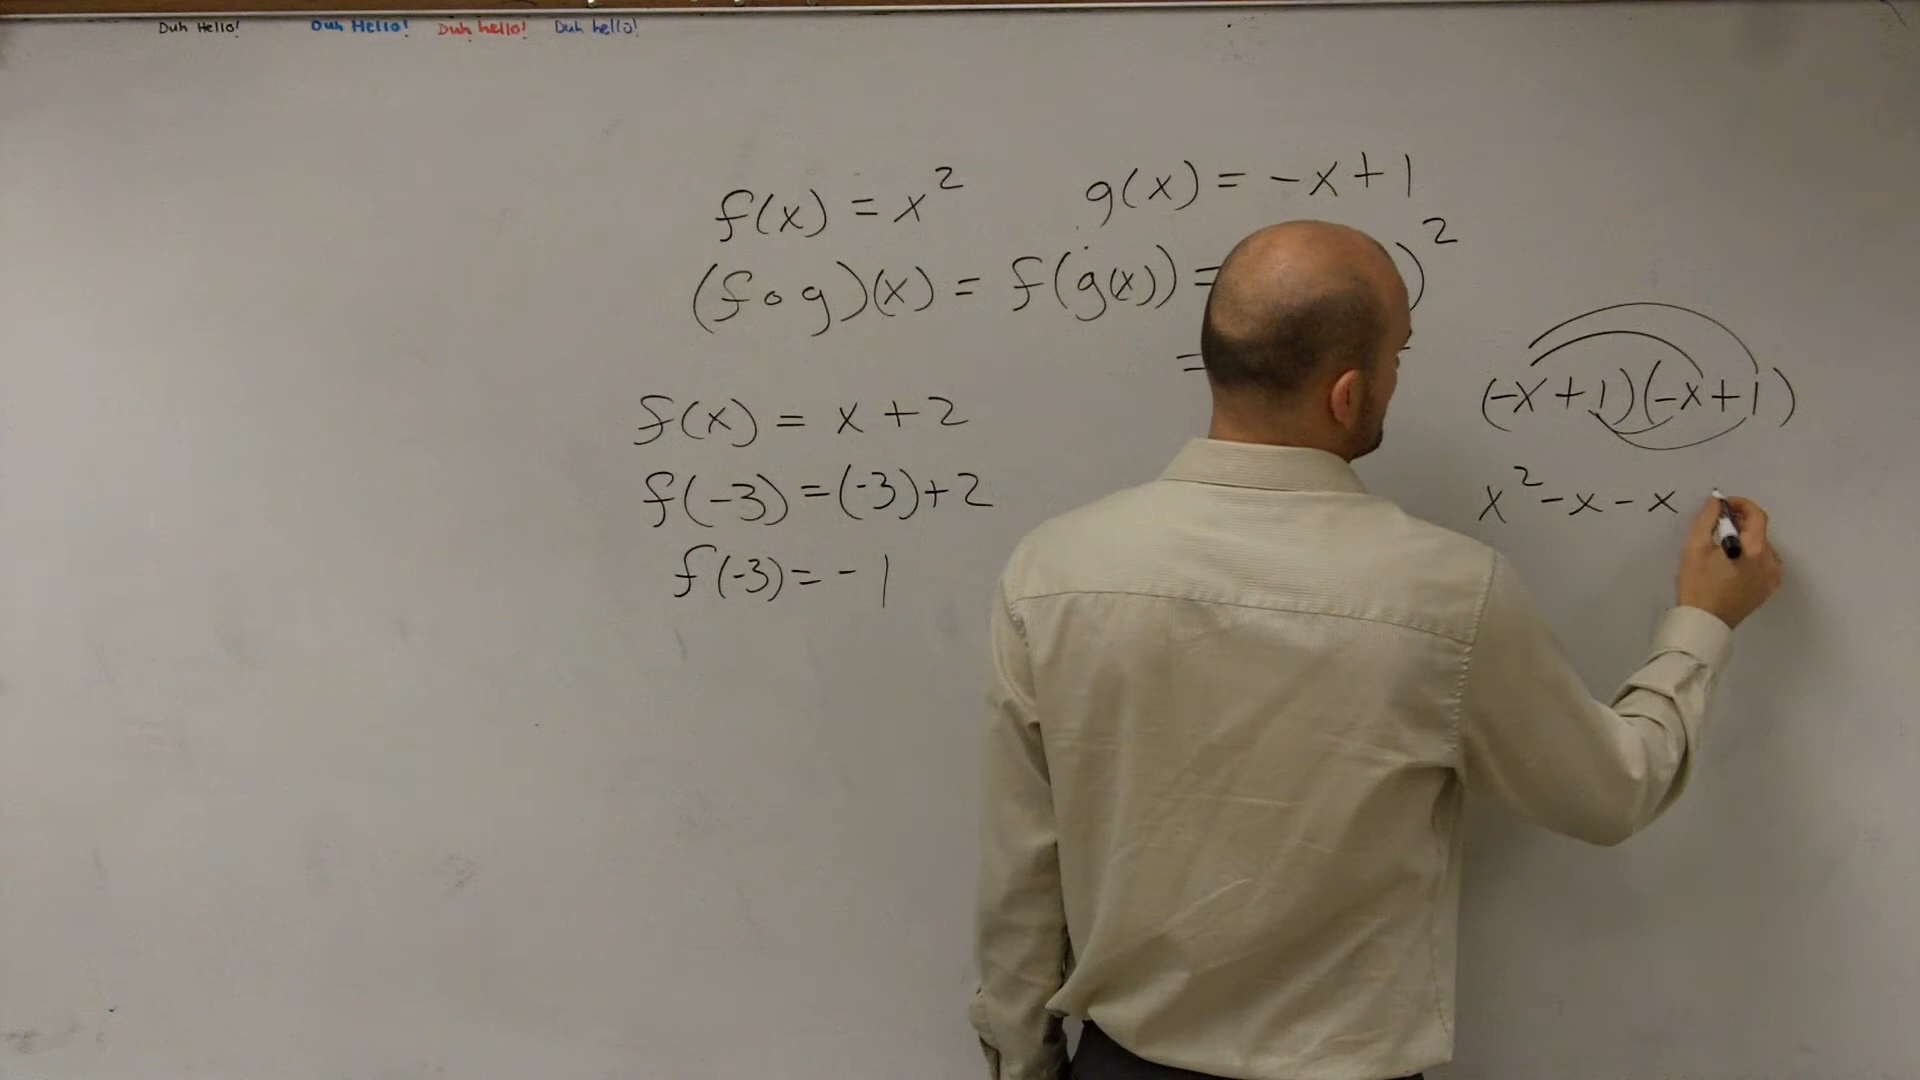 Duh Hello! Duh Hello! Duh hello! Duh hello!
f(x) = x² g(x) = -x+1
(f∘g)(x) = f(g(x)) = )²
=
f(x) = x+2
f(-3) = (-3)+2
f(-3) = -1
(-x+1)(-x+1)
x²-x-x